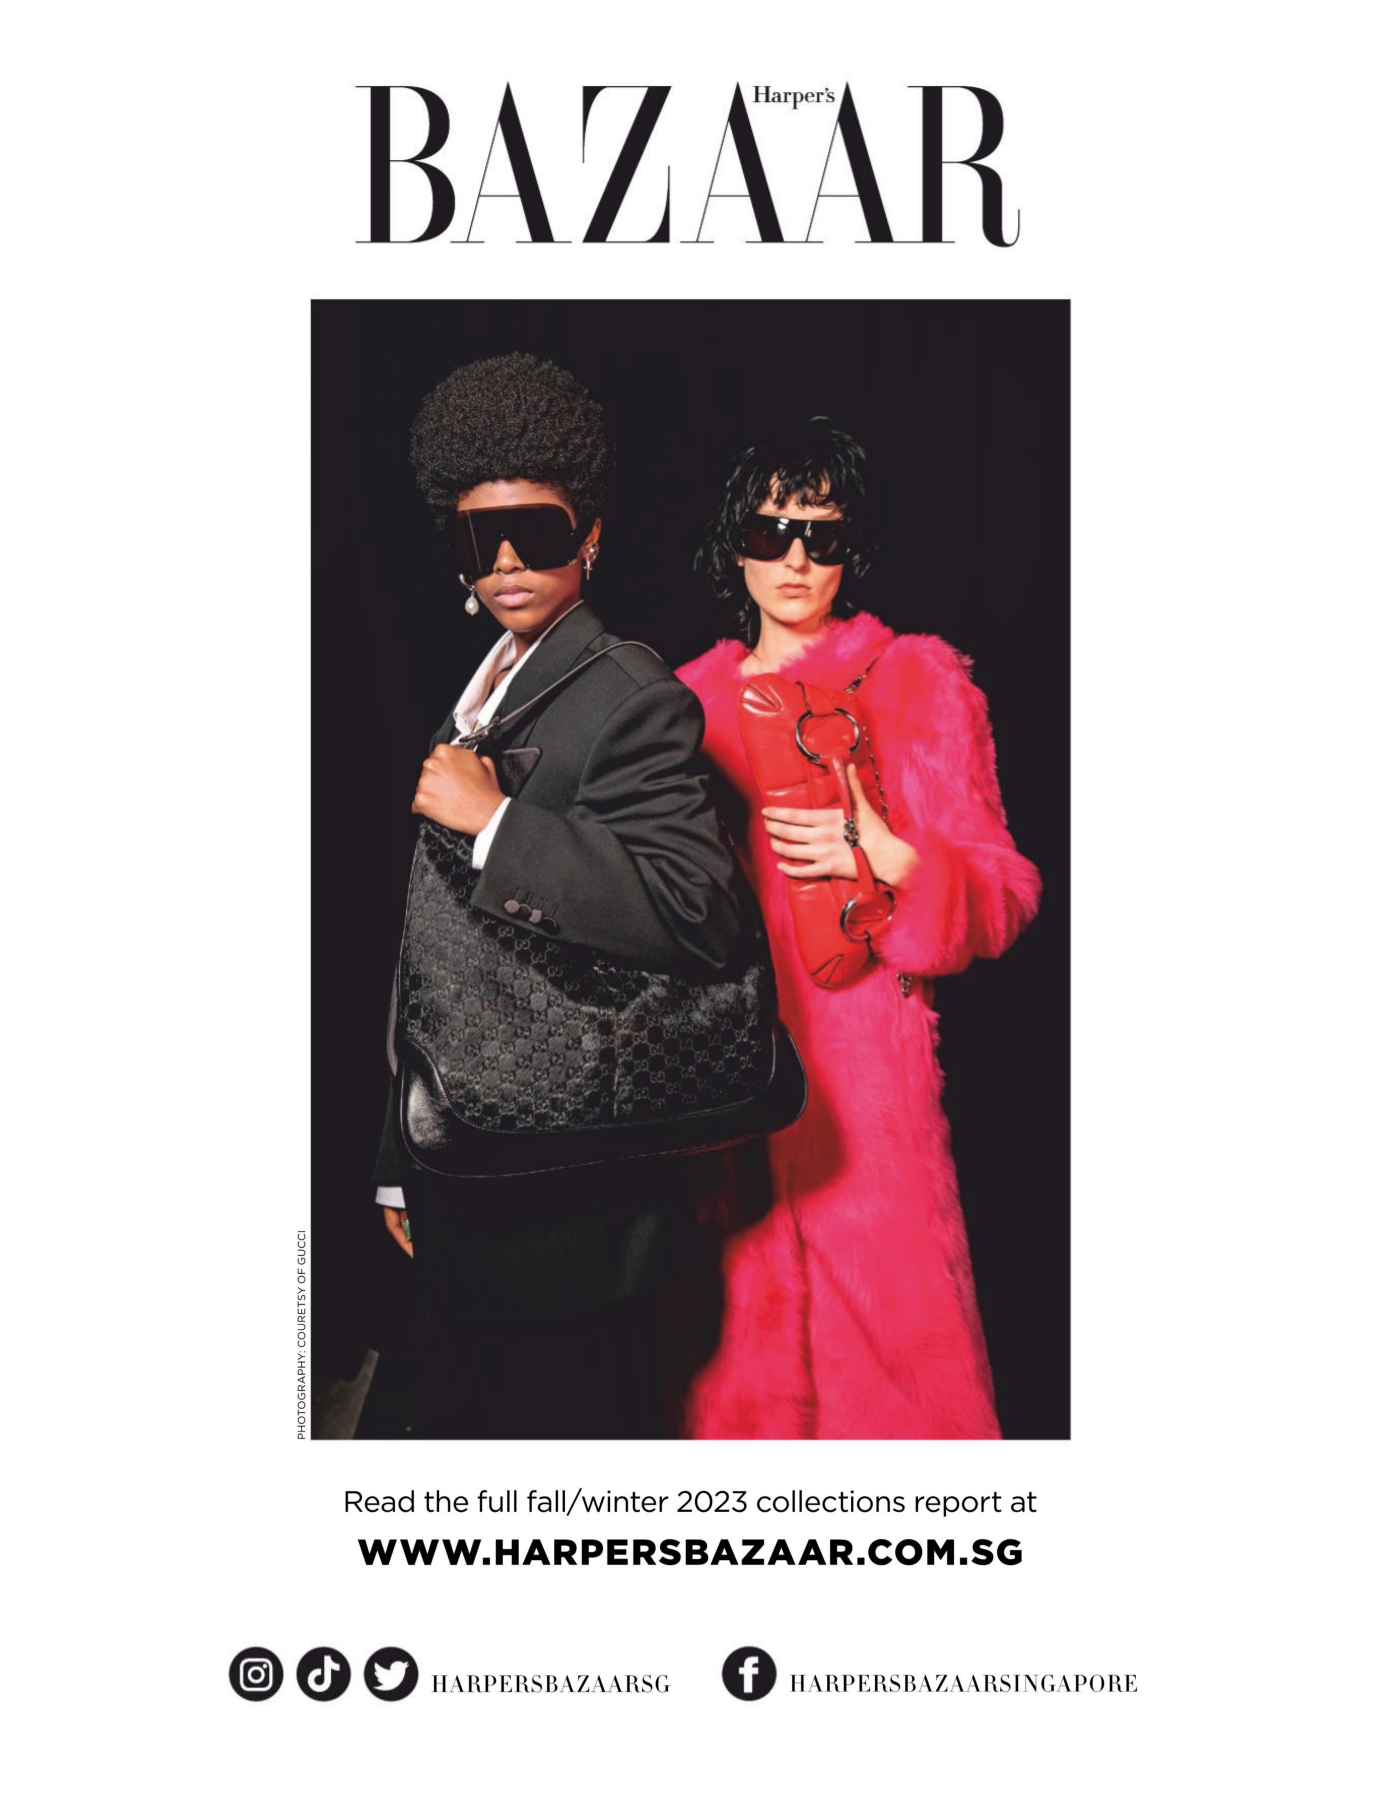 Harper's
BAZAAR
PHOTOGRAPHY: COURETSY OF GUCCI
Read the full fall/winter 2023 collections report at
WWW.HARPERSBAZAAR.COM.SG
HARPERSBAZAARSG
HARPERSBAZAARSINGAPORE